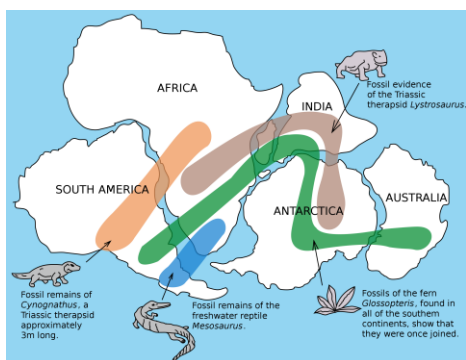 AFRICA
Fossil evidence
of the Triassic
therapsid Lystrosaurus.
INDIA
SOUTH AMERICA
ANTARCTICA
AUSTRALIA
Fossil remains of
Cynognathus, a
Triassic therapsid
approximately
3m long.
Fossil remains of the
freshwater reptile
Mesosaurus.
Fossils of the fern
Glossopteris, found in
all of the southern
continents, show that
they were once joined.